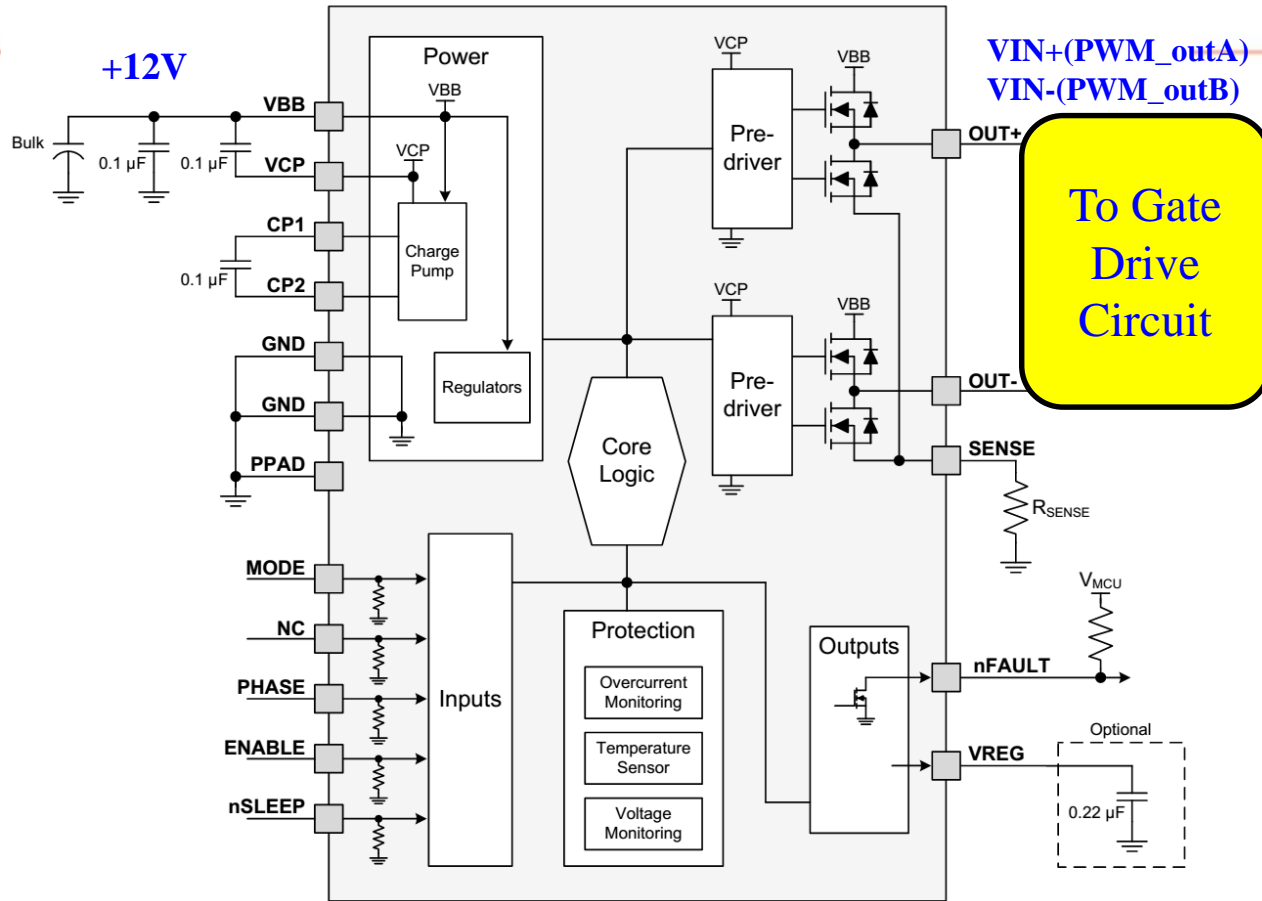 +12V
VIN+(PWM_outA)
VIN-(PWM_outB)
Power
VBB
VCP
CP1
CP2
GND
GND
PPAD
Bulk
0.1 µF
0.1 µF
0.1 µF
VBB
VCP
Charge
Pump
Regulators
VCP
Pre-
driver
VBB
OUT+
To Gate
Drive
Circuit
VCP
Pre-
driver
VBB
OUT-
SENSE
RSENSE
Core
Logic
MODE
NC
PHASE
ENABLE
nSLEEP
Inputs
Protection
Overcurrent
Monitoring
Temperature
Sensor
Voltage
Monitoring
Outputs
VMCU
nFAULT
VREG
Optional
0.22 µF